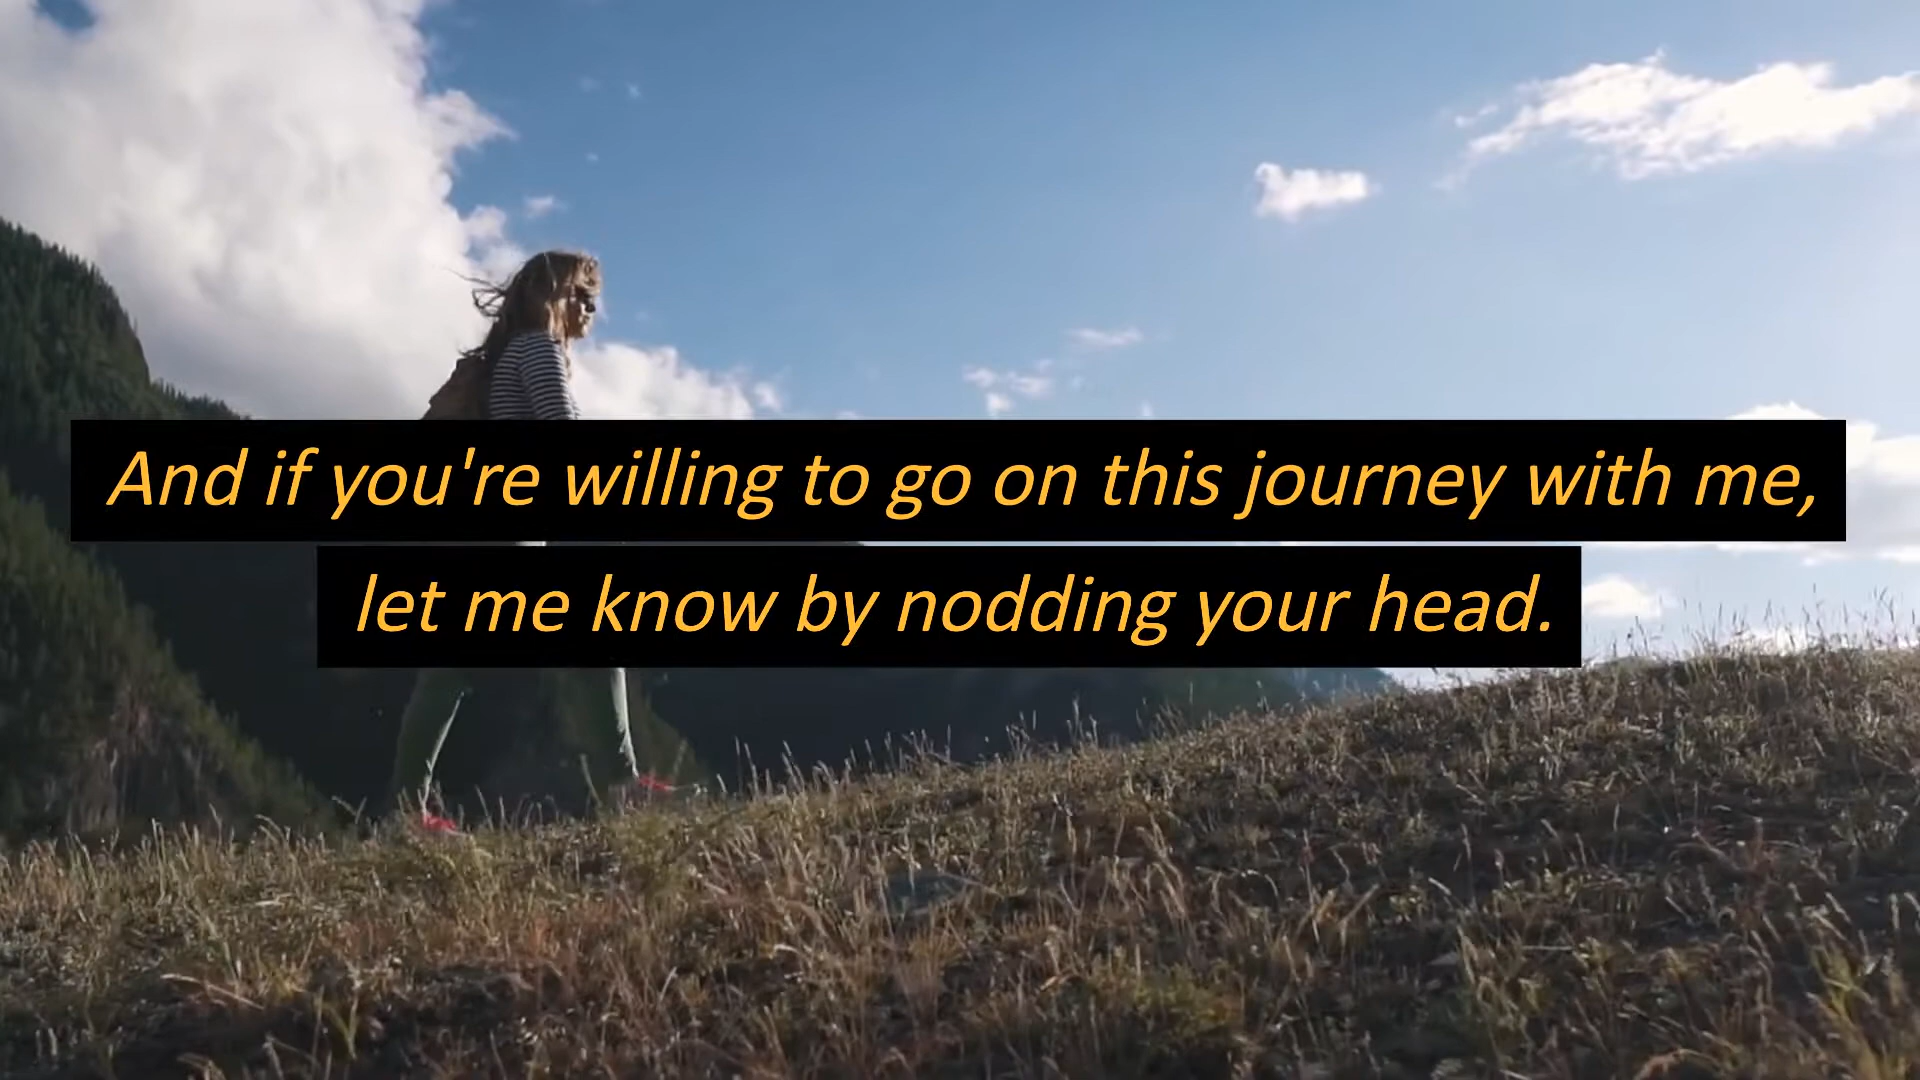 And if you're willing to go on this journey with me,
let me know by nodding your head.